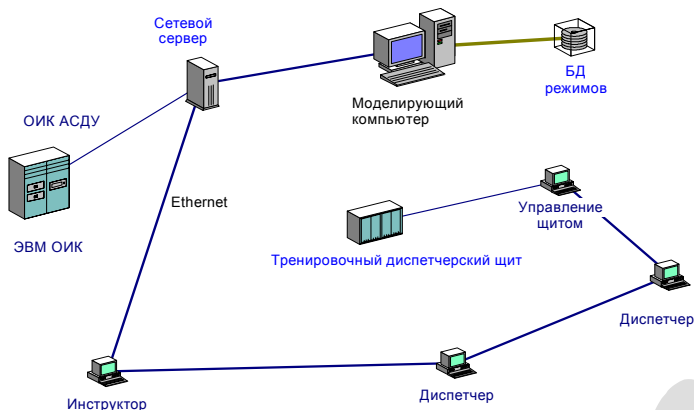 Сетевой
сервер
БД
режимов
Моделирующий
компьютер
ОИК АСДУ
Ethernet
Управление
щитом
ЭВМ ОИК
Тренировочный диспетчерский щит
Диспетчер
Диспетчер
Инструктор